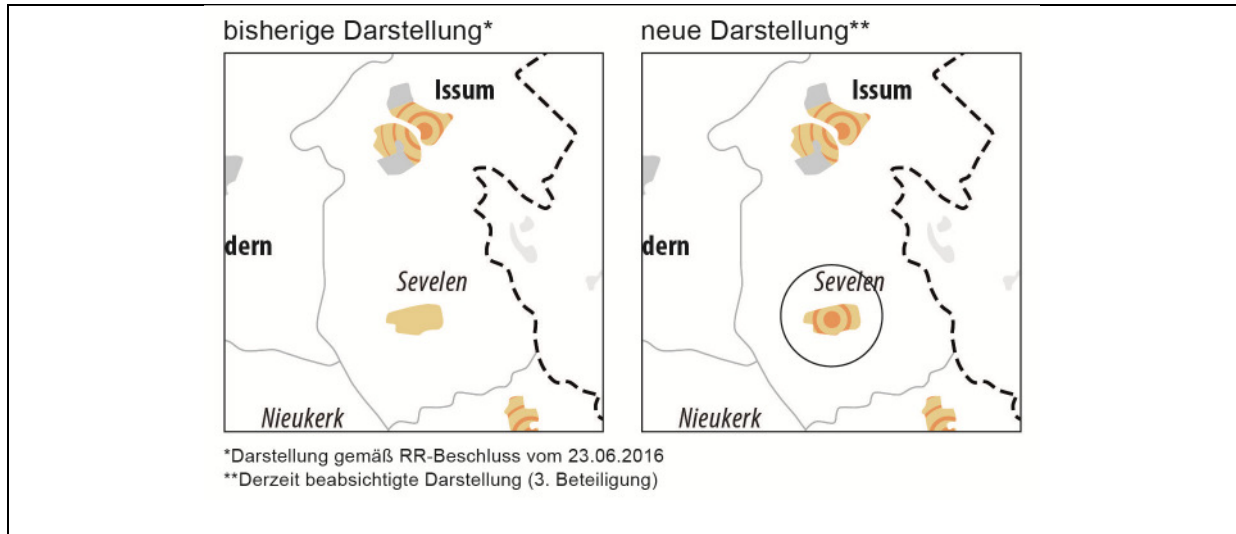 bisherige Darstellung*
neue Darstellung**
Issum
dern
Sevelen
Nieukerk
Issum
dern
Sevelen
Nieukerk
*Darstellung gemäß RR-Beschluss vom 23.06.2016
**Derzeit beabsichtigte Darstellung (3. Beteiligung)